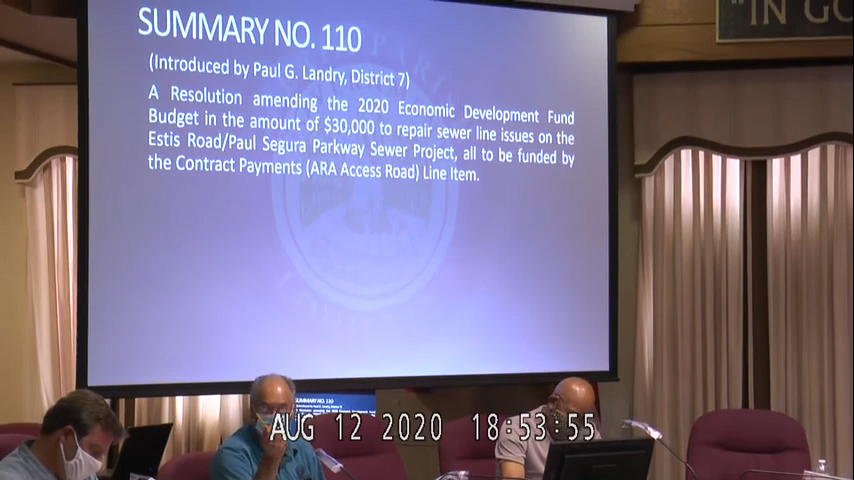 "IN GO
SUMMARY NO. 110
(Introduced by Paul G. Landry, District 7)
A Resolution amending the 2020 Economic Development Fund
Budget in the amount of $30,000 to repair sewer line issues on the
Estis Road/Paul Segura Parkway Sewer Project, all to be funded by
the Contract Payments (ARA Access Road) Line Item.
SUMMARY NO. 110
AUG 12 2020 18:53:55